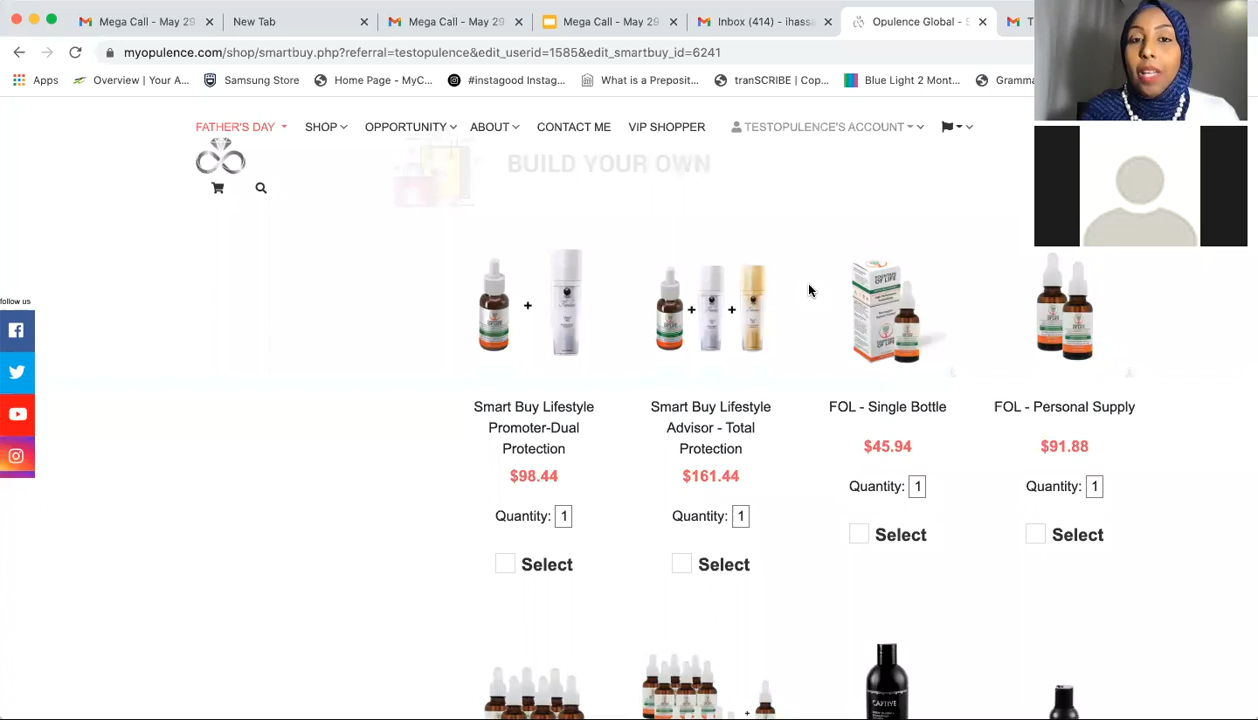 Mega Call - May 29
New Tab
Mega Call - May 29
Mega Call - May 29
Inbox (414) - ihass
Opulence Global - S
myopulence.com/shop/smartbuy.php?referral=testopulence&edit_userid=1585&edit_smartbuy_id=6241
Apps
Overview | Your A...
Samsung Store
Home Page - MyC...
#instagood Instag...
What is a Preposit...
tranSCRIBE | Cop...
Blue Light 2 Mont...
Gramma
FATHER'S DAY
SHOP
OPPORTUNITY
ABOUT
CONTACT ME
VIP SHOPPER
TESTOPULENCE'S ACCOUNT
BUILD YOUR OWN
follow us
Smart Buy Lifestyle
Promoter-Dual
Protection
$98.44
Quantity: 1
Select
Smart Buy Lifestyle
Advisor - Total
Protection
$161.44
Quantity: 1
Select
FOL - Single Bottle
$45.94
Quantity: 1
Select
FOL - Personal Supply
$91.88
Quantity: 1
Select
CAPTIVE